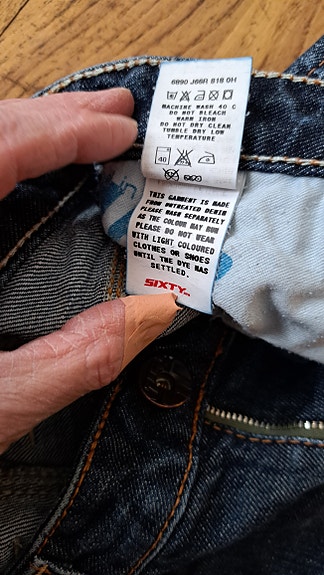 6890 J66R 818 OH
MACHINE WASH 40 C
DO NOT BLEACH
WARM IRON
DO NOT DRY CLEAN
TUMBLE DRY LOW
TEMPERATURE
40
THIS GARMENT IS MADE
FROM UNTREATED DENIM
PLEASE WASH SEPARATELY
AS THE COLOUR MAY RUN
PLEASE DO NOT WEAR
WITH LIGHT COLOURED
CLOTHES OR SHOES
UNTIL THE DYE HAS
SETTLED.
SIXTY